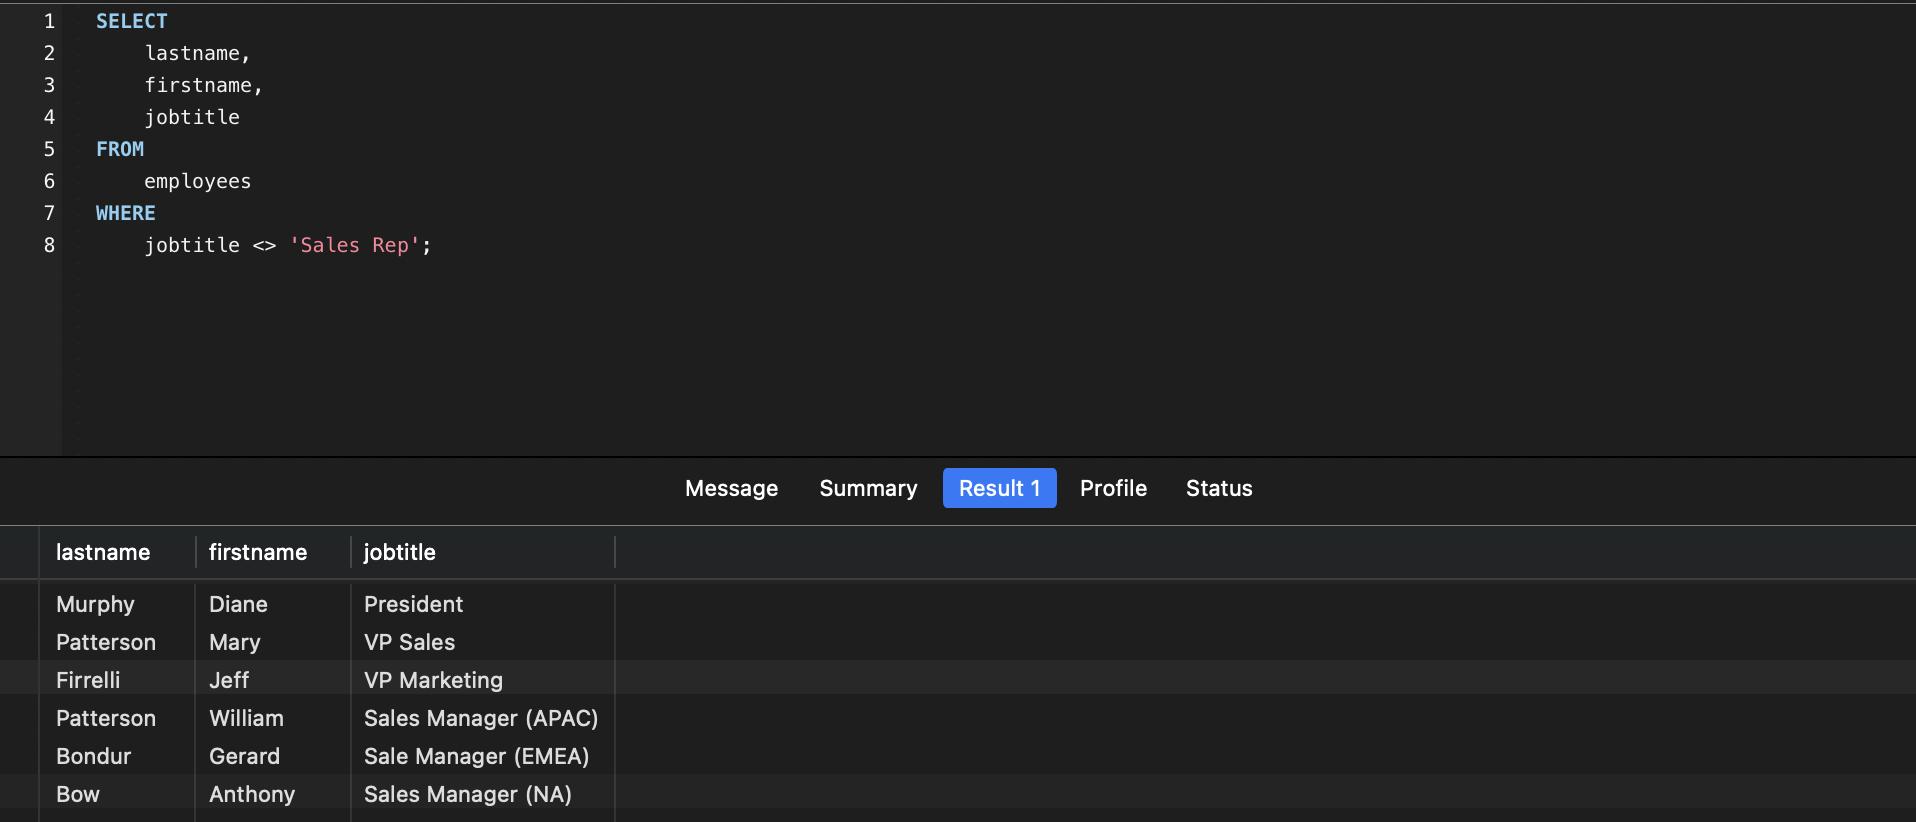 1 SELECT
2 lastname,
3 firstname,
4 jobtitle
5 FROM
6 employees
7 WHERE
8 jobtitle <> 'Sales Rep';
Message Summary Result 1 Profile Status
lastname firstname jobtitle
Murphy Diane President
Patterson Mary VP Sales
Firrelli Jeff VP Marketing
Patterson William Sales Manager (APAC)
Bondur Gerard Sale Manager (EMEA)
Bow Anthony Sales Manager (NA)